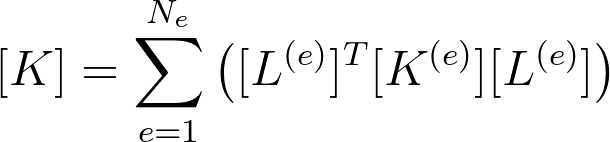 [K] = \sum_{e=1}^{N_e} \left( [L^{(e)}]^T [K^{(e)}] [L^{(e)}] \right)